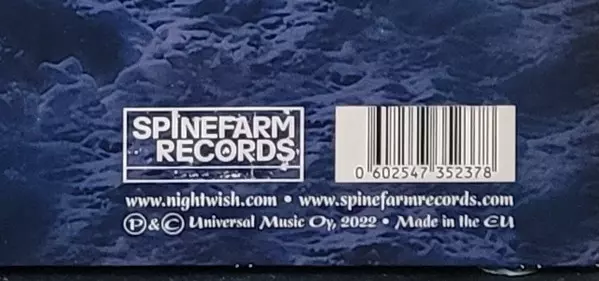 SPINEFARM
RECORDS
0 602547 352378
www.nightwish.com • www.spinefarmrecords.com
Ⓟ & © Universal Music Oy, 2022 • Made in the EU